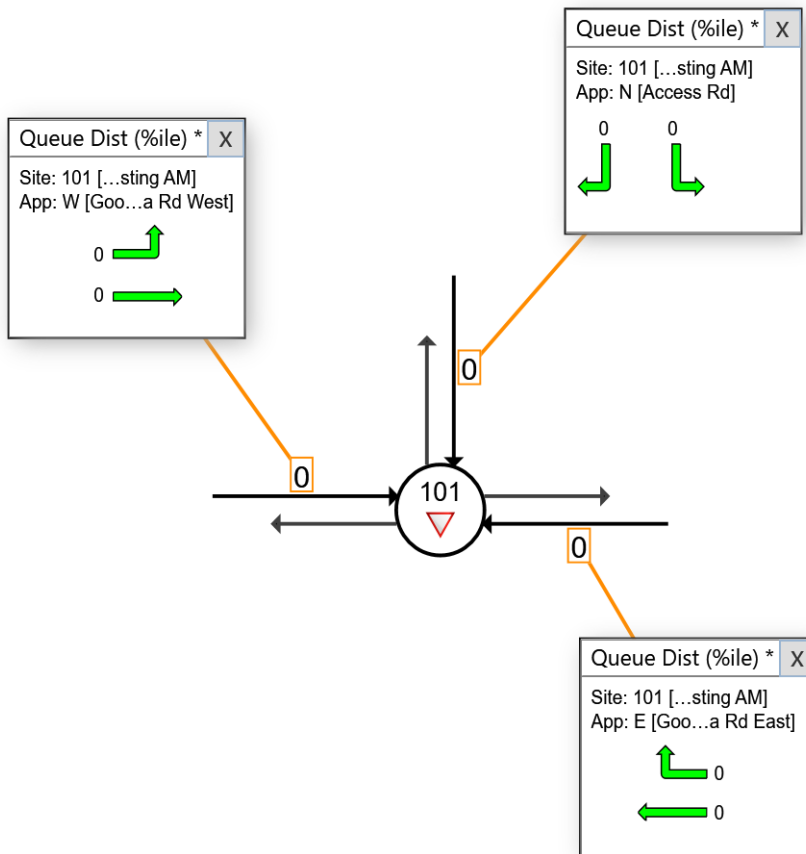 Queue Dist (%ile) * X
Site: 101 […sting AM]
App: N [Access Rd]
0 0
Queue Dist (%ile) * X
Site: 101 […sting AM]
App: W [Goo…a Rd West]
0
0
0
0
101
0
Queue Dist (%ile) * X
Site: 101 […sting AM]
App: E [Goo…a Rd East]
0
0